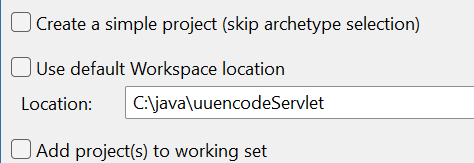 Create a simple project (skip archetype selection)
Use default Workspace location
Location: C:\java\uuencodeServlet
Add project(s) to working set